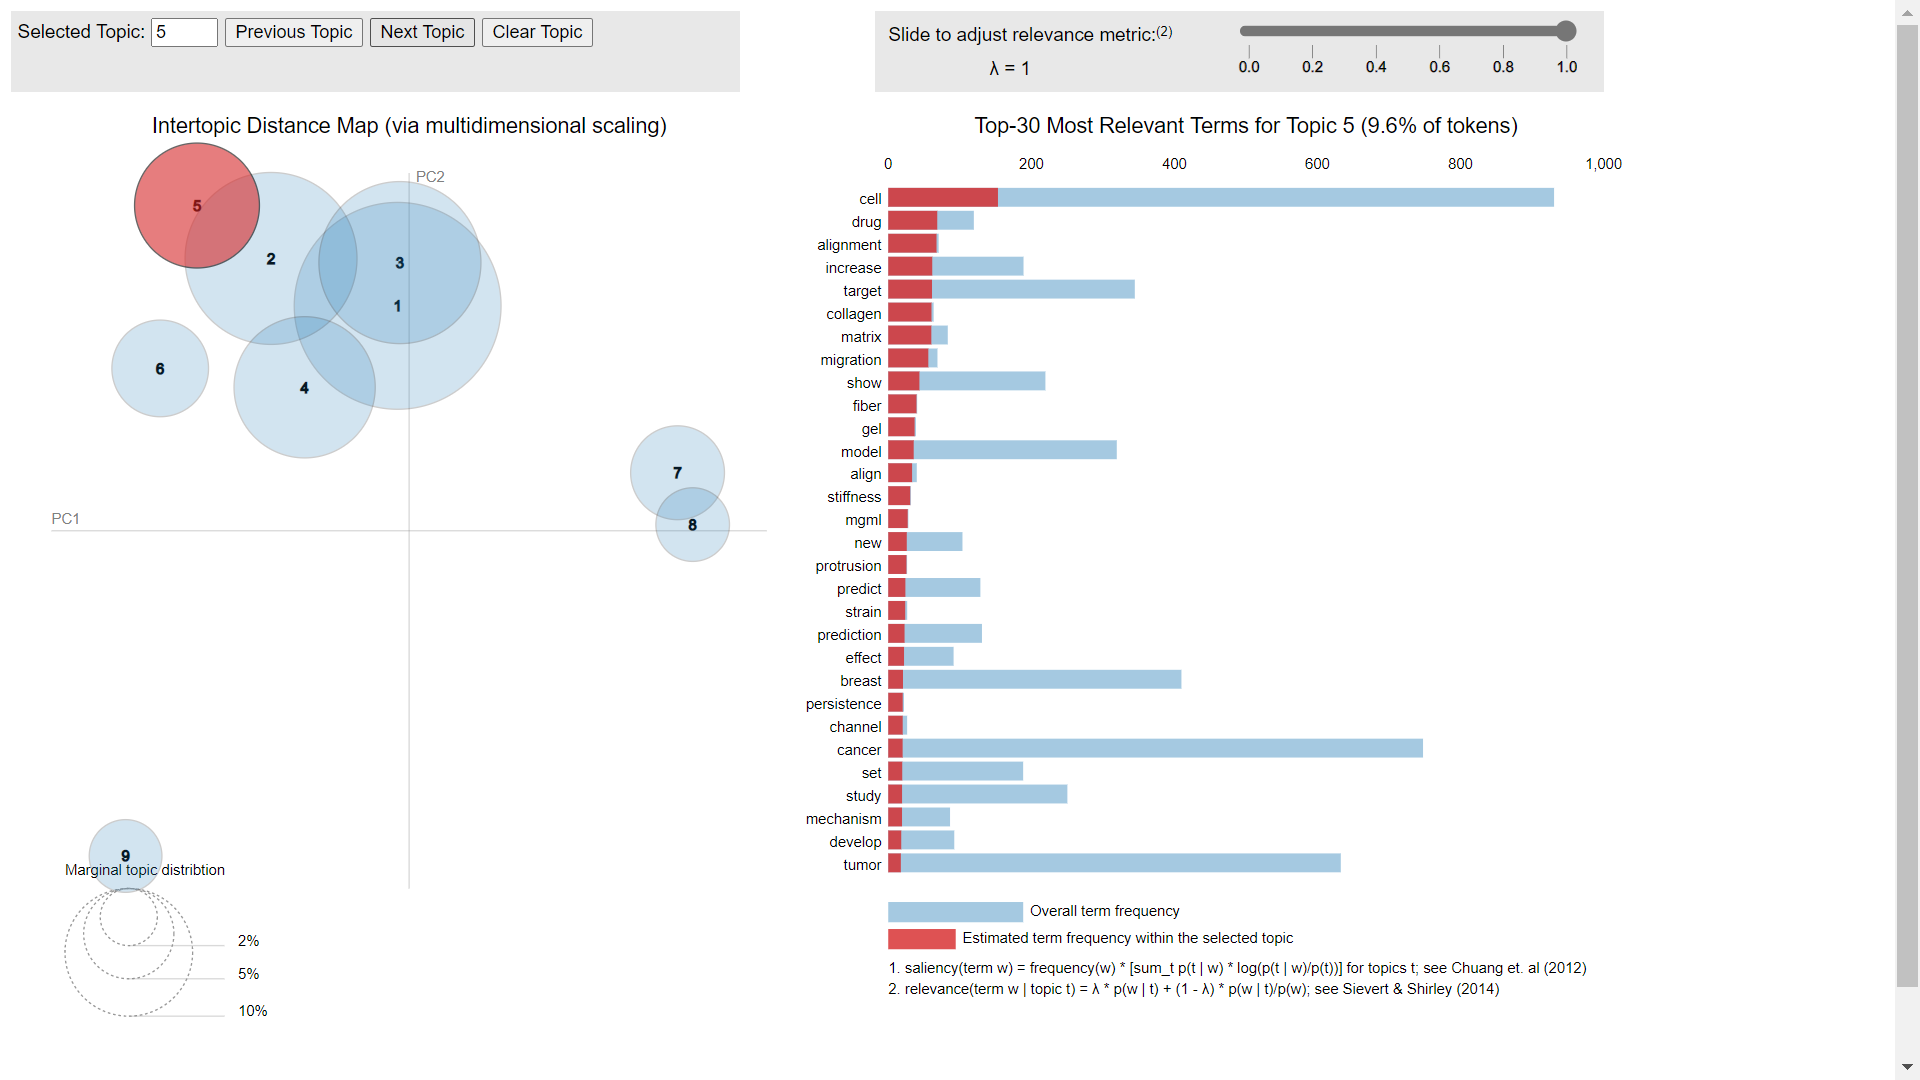 Selected Topic: 5 Previous Topic Next Topic Clear Topic
Slide to adjust relevance metric:(2)
λ = 1
0.0 0.2 0.4 0.6 0.8 1.0
Intertopic Distance Map (via multidimensional scaling)
PC2
5
2
3
1
6
4
7
8
PC1
9
Marginal topic distribtion
2%
5%
10%
Top-30 Most Relevant Terms for Topic 5 (9.6% of tokens)
0 200 400 600 800 1,000
cell
drug
alignment
increase
target
collagen
matrix
migration
show
fiber
gel
model
align
stiffness
mgml
new
protrusion
predict
strain
prediction
effect
breast
persistence
channel
cancer
set
study
mechanism
develop
tumor
Overall term frequency
Estimated term frequency within the selected topic
1. saliency(term w) = frequency(w) * [sum_t p(t | w) * log(p(t | w)/p(t))] for topics t; see Chuang et. al (2012)
2. relevance(term w | topic t) = λ * p(w | t) + (1 - λ) * p(w | t)/p(w); see Sievert & Shirley (2014)